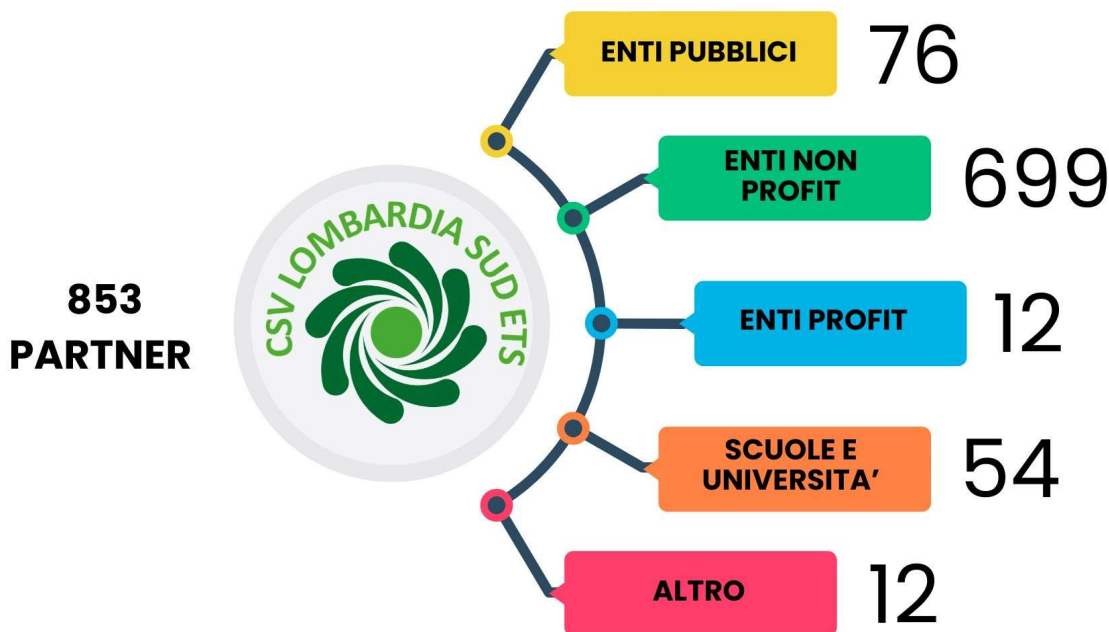 853
PARTNER
CSV LOMBARDIA SUD ETS
ENTI PUBBLICI
76
ENTI NON
PROFIT
699
ENTI PROFIT
12
SCUOLE E
UNIVERSITA’
54
ALTRO
12